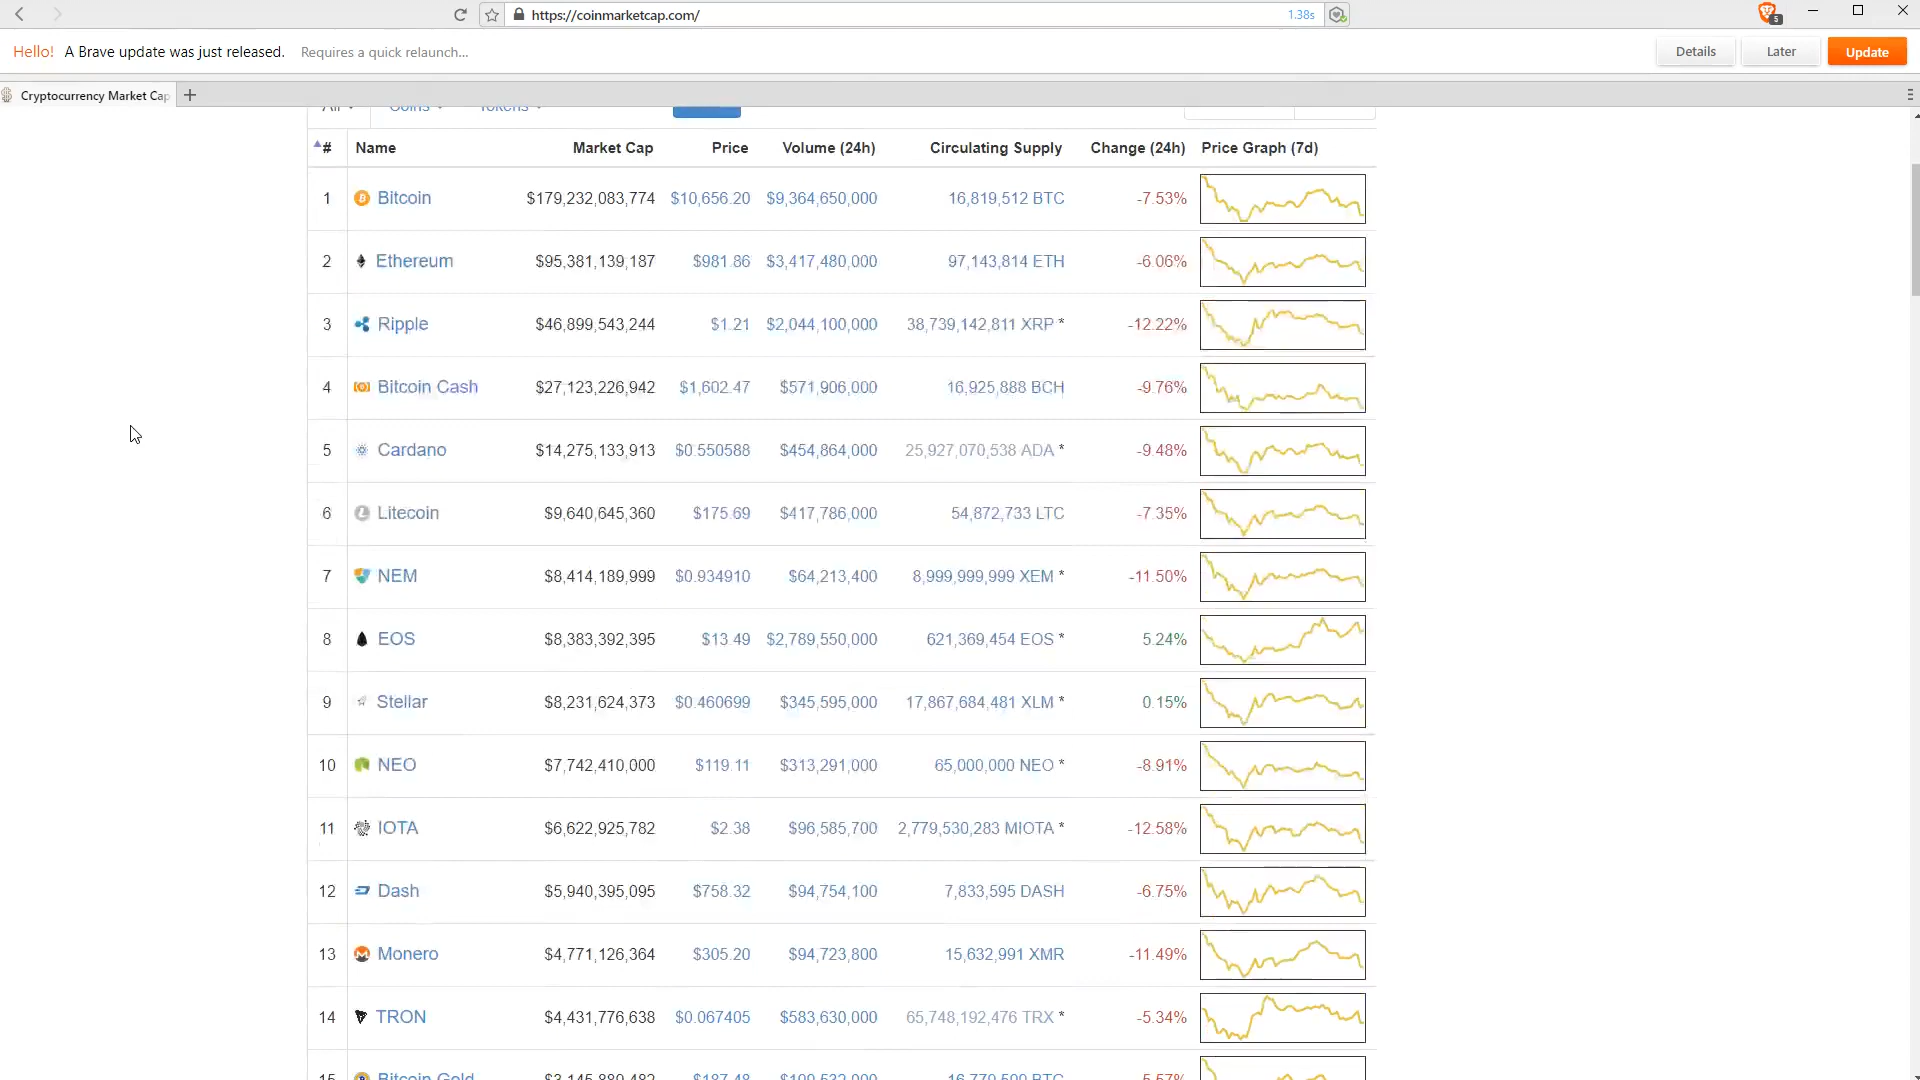 https://coinmarketcap.com/ 1.38s 5
Hello! A Brave update was just released. Requires a quick relaunch... Details Later Update
Cryptocurrency Market Cap
All Coins Tokens
# Name Market Cap Price Volume (24h) Circulating Supply Change (24h) Price Graph (7d)
1 Bitcoin $179,232,083,774 $10,656.20 $9,364,650,000 16,819,512 BTC -7.53%
2 Ethereum $95,381,139,187 $981.86 $3,417,480,000 97,143,814 ETH -6.06%
3 Ripple $46,899,543,244 $1.21 $2,044,100,000 38,739,142,811 XRP * -12.22%
4 Bitcoin Cash $27,123,226,942 $1,602.47 $571,906,000 16,925,888 BCH -9.76%
5 Cardano $14,275,133,913 $0.550588 $454,864,000 25,927,070,538 ADA * -9.48%
6 Litecoin $9,640,645,360 $175.69 $417,786,000 54,872,733 LTC -7.35%
7 NEM $8,414,189,999 $0.934910 $64,213,400 8,999,999,999 XEM * -11.50%
8 EOS $8,383,392,395 $13.49 $2,789,550,000 621,369,454 EOS * 5.24%
9 Stellar $8,231,624,373 $0.460699 $345,595,000 17,867,684,481 XLM * 0.15%
10 NEO $7,742,410,000 $119.11 $313,291,000 65,000,000 NEO * -8.91%
11 IOTA $6,622,925,782 $2.38 $96,585,700 2,779,530,283 MIOTA * -12.58%
12 Dash $5,940,395,095 $758.32 $94,754,100 7,833,595 DASH -6.75%
13 Monero $4,771,126,364 $305.20 $94,723,800 15,632,991 XMR -11.49%
14 TRON $4,431,776,638 $0.067405 $583,630,000 65,748,192,476 TRX * -5.34%
15 Bitcoin Gold